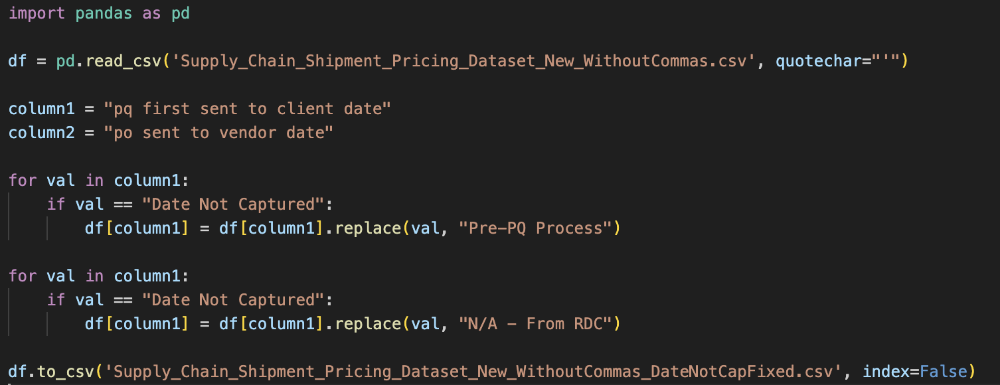 import pandas as pd
df = pd.read_csv('Supply_Chain_Shipment_Pricing_Dataset_New_WithoutCommas.csv', quotechar="'")
column1 = "pq first sent to client date"
column2 = "po sent to vendor date"
for val in column1:
    if val == "Date Not Captured":
        df[column1] = df[column1].replace(val, "Pre-PQ Process")
for val in column1:
    if val == "Date Not Captured":
        df[column1] = df[column1].replace(val, "N/A - From RDC")
df.to_csv('Supply_Chain_Shipment_Pricing_Dataset_New_WithoutCommas_DateNotCapFixed.csv', index=False)